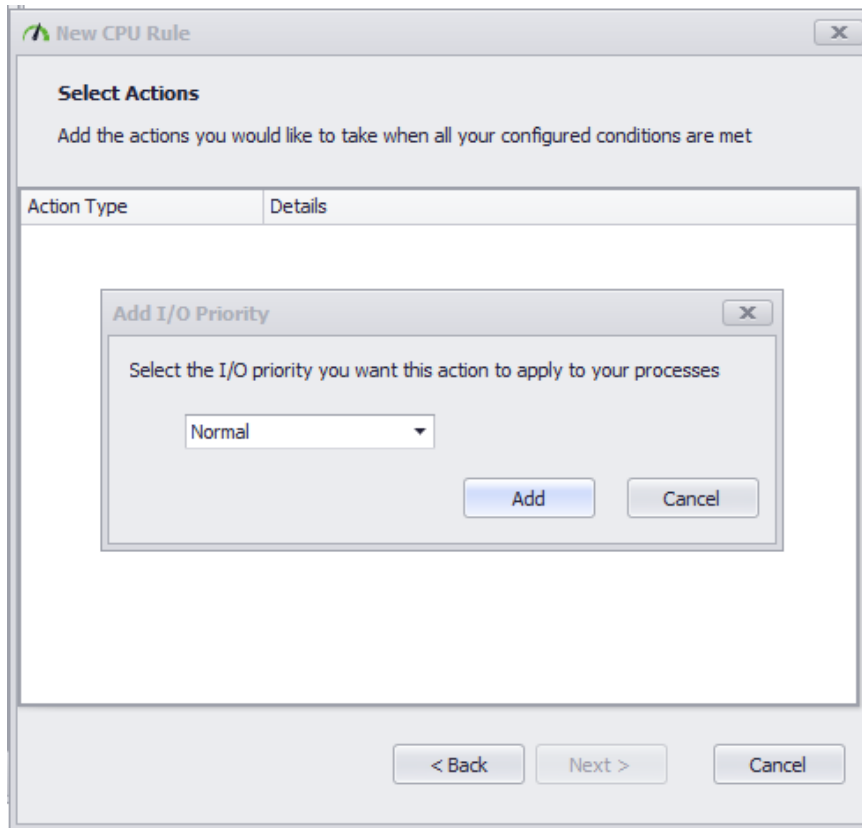 New CPU Rule
Select Actions
Add the actions you would like to take when all your configured conditions are met
Action Type Details
Add I/O Priority
Select the I/O priority you want this action to apply to your processes
Normal
Add Cancel
< Back Next > Cancel